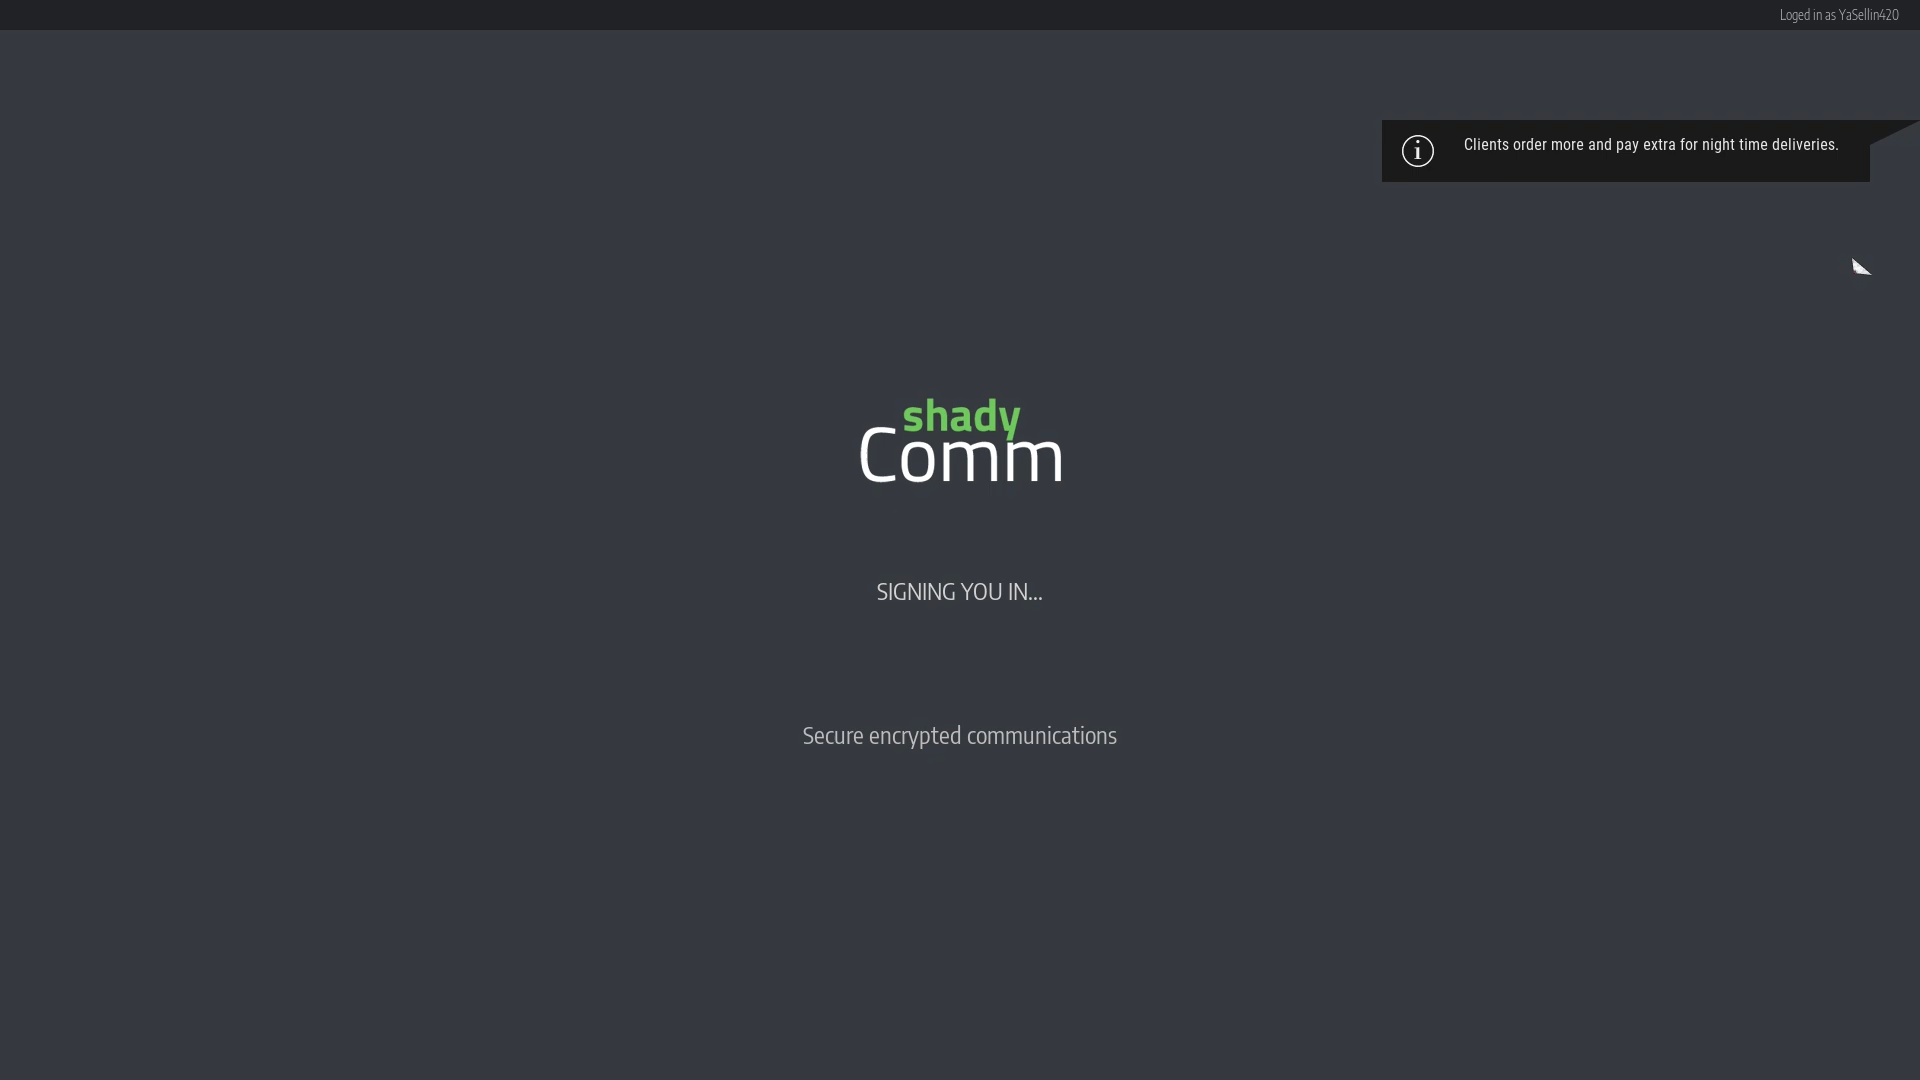 Loged in as YaSellin420
Clients order more and pay extra for night time deliveries.
shady
Comm
SIGNING YOU IN...
Secure encrypted communications